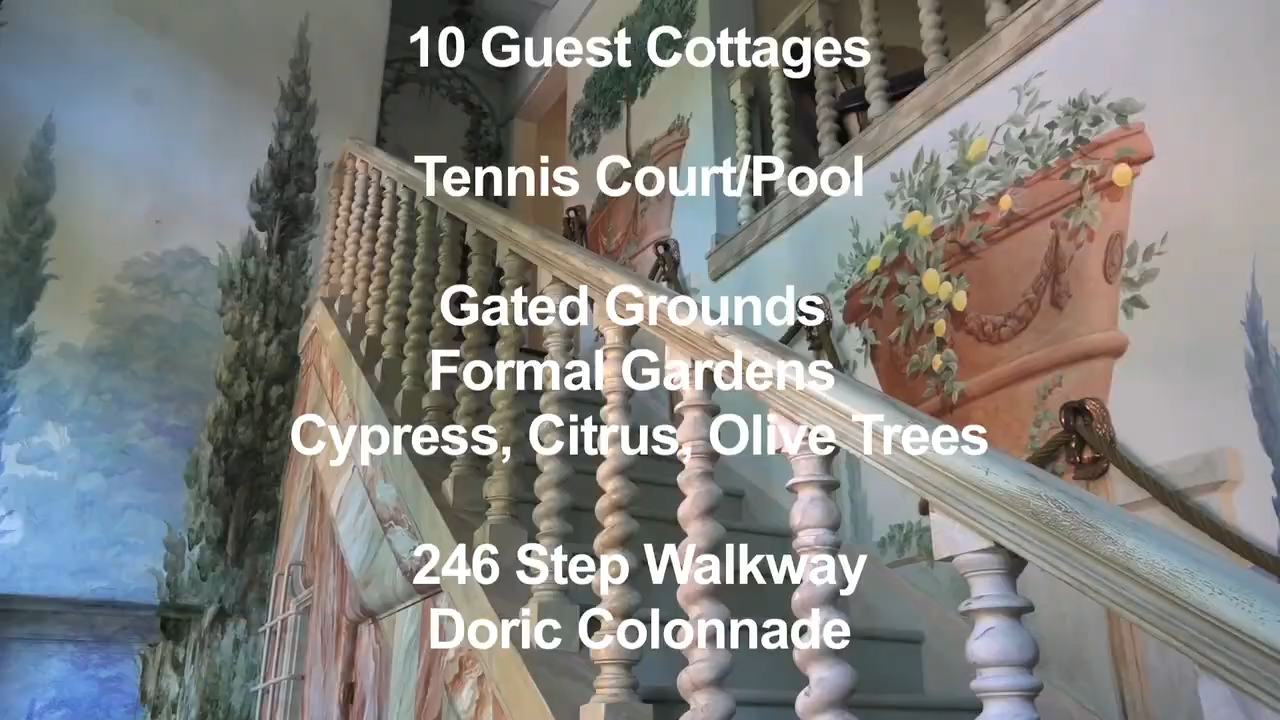 10 Guest Cottages
Tennis Court/Pool
Gated Grounds
Formal Gardens
Cypress, Citrus, Olive Trees
246 Step Walkway
Doric Colonnade